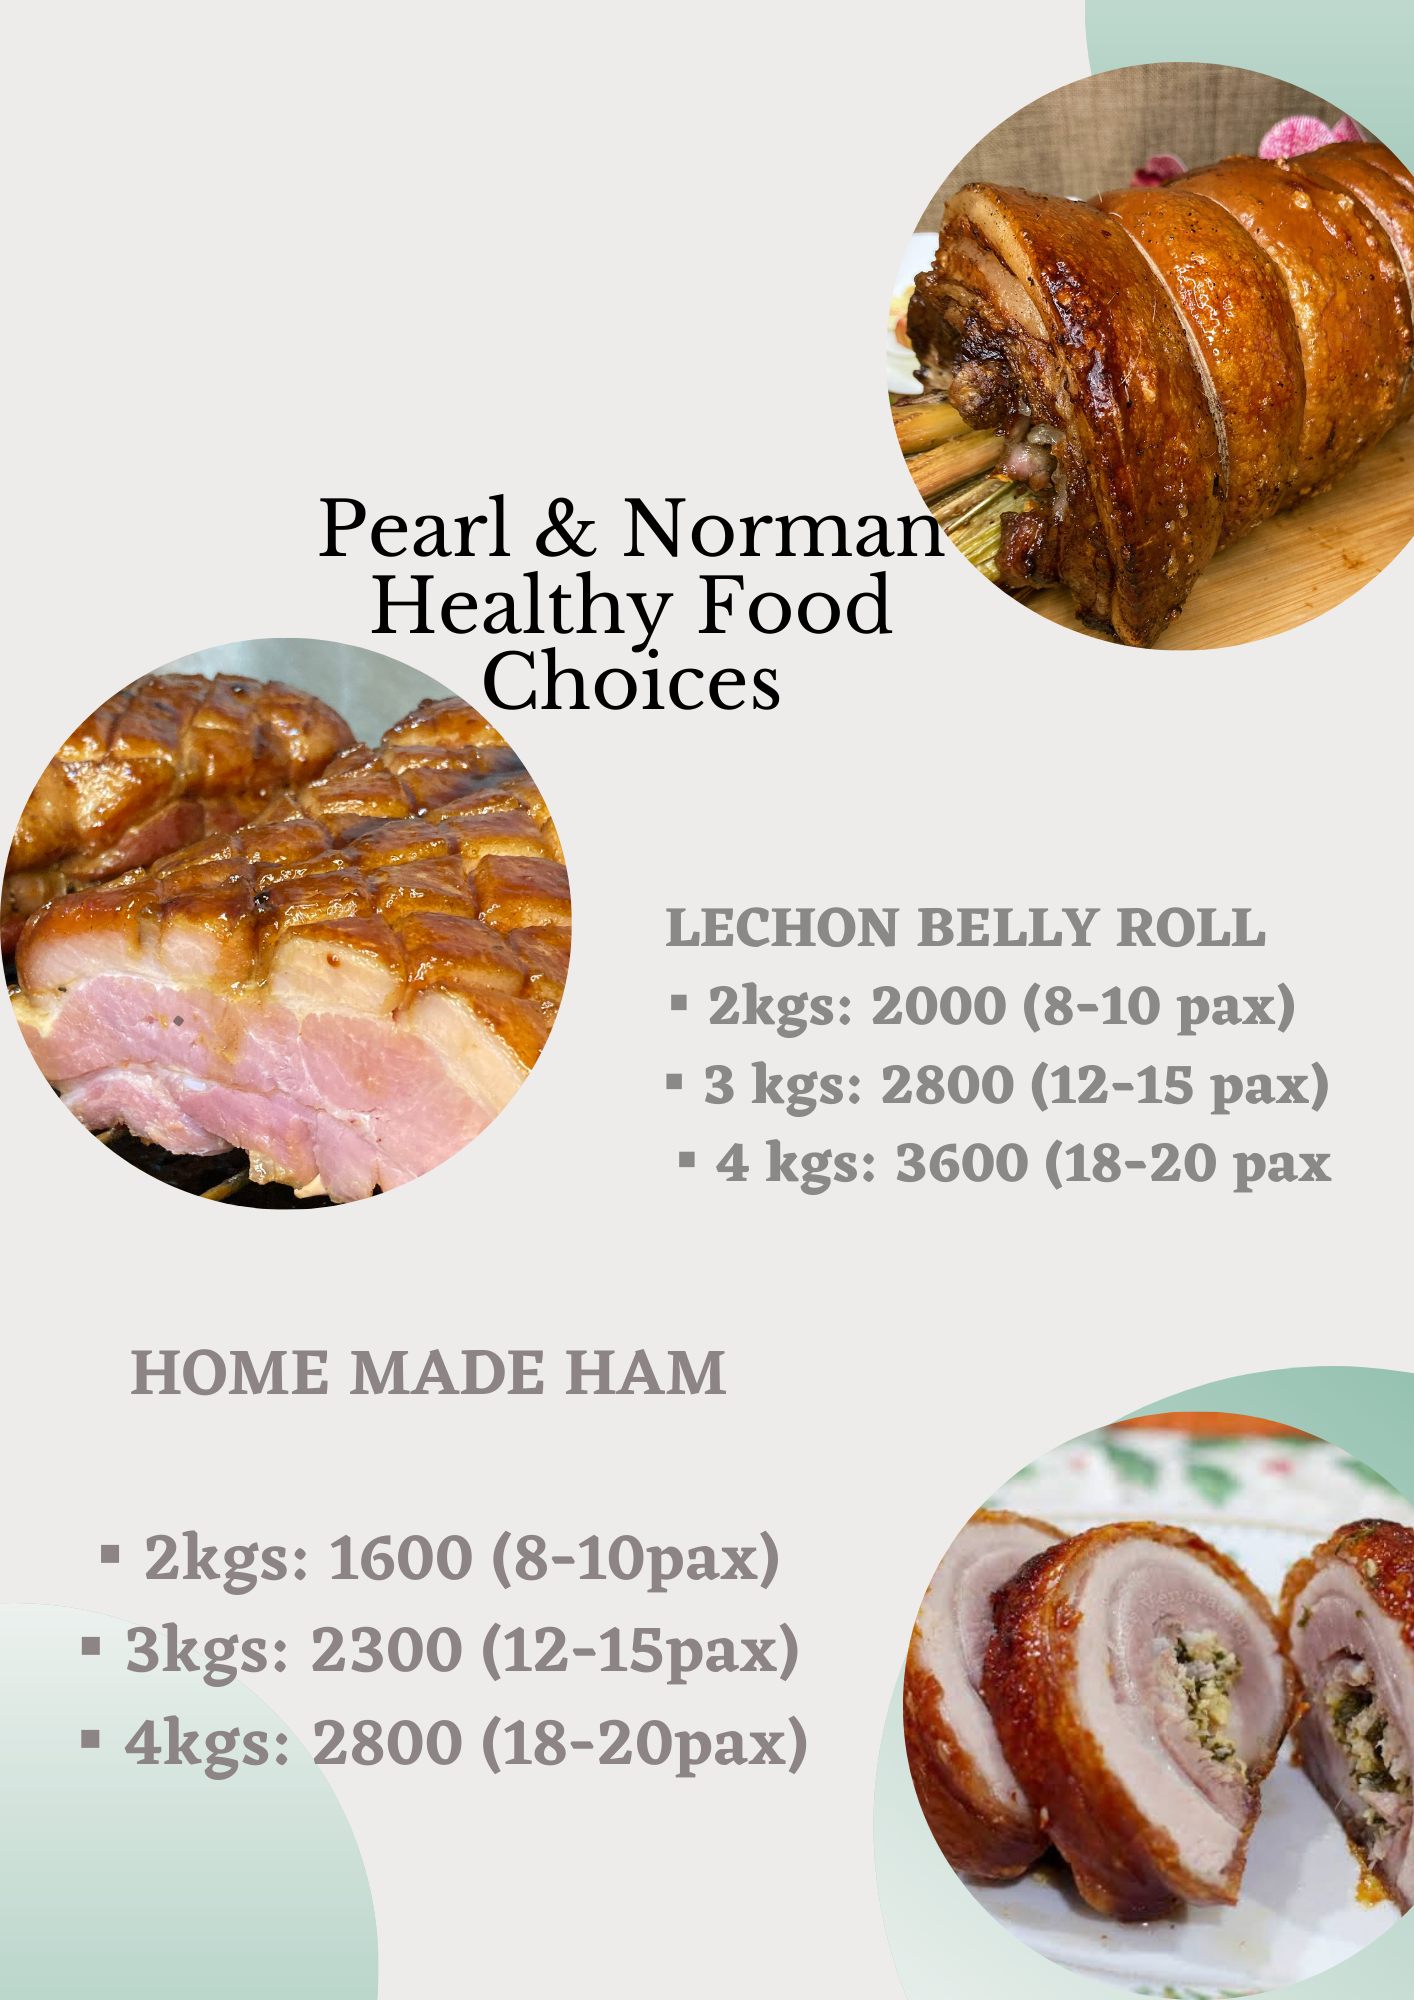 Pearl & Norman
Healthy Food
Choices
LECHON BELLY ROLL
▪ 2kgs: 2000 (8-10 pax)
▪ 3 kgs: 2800 (12-15 pax)
▪ 4 kgs: 3600 (18-20 pax
HOME MADE HAM
▪ 2kgs: 1600 (8-10pax)
▪ 3kgs: 2300 (12-15pax)
▪ 4kgs: 2800 (18-20pax)